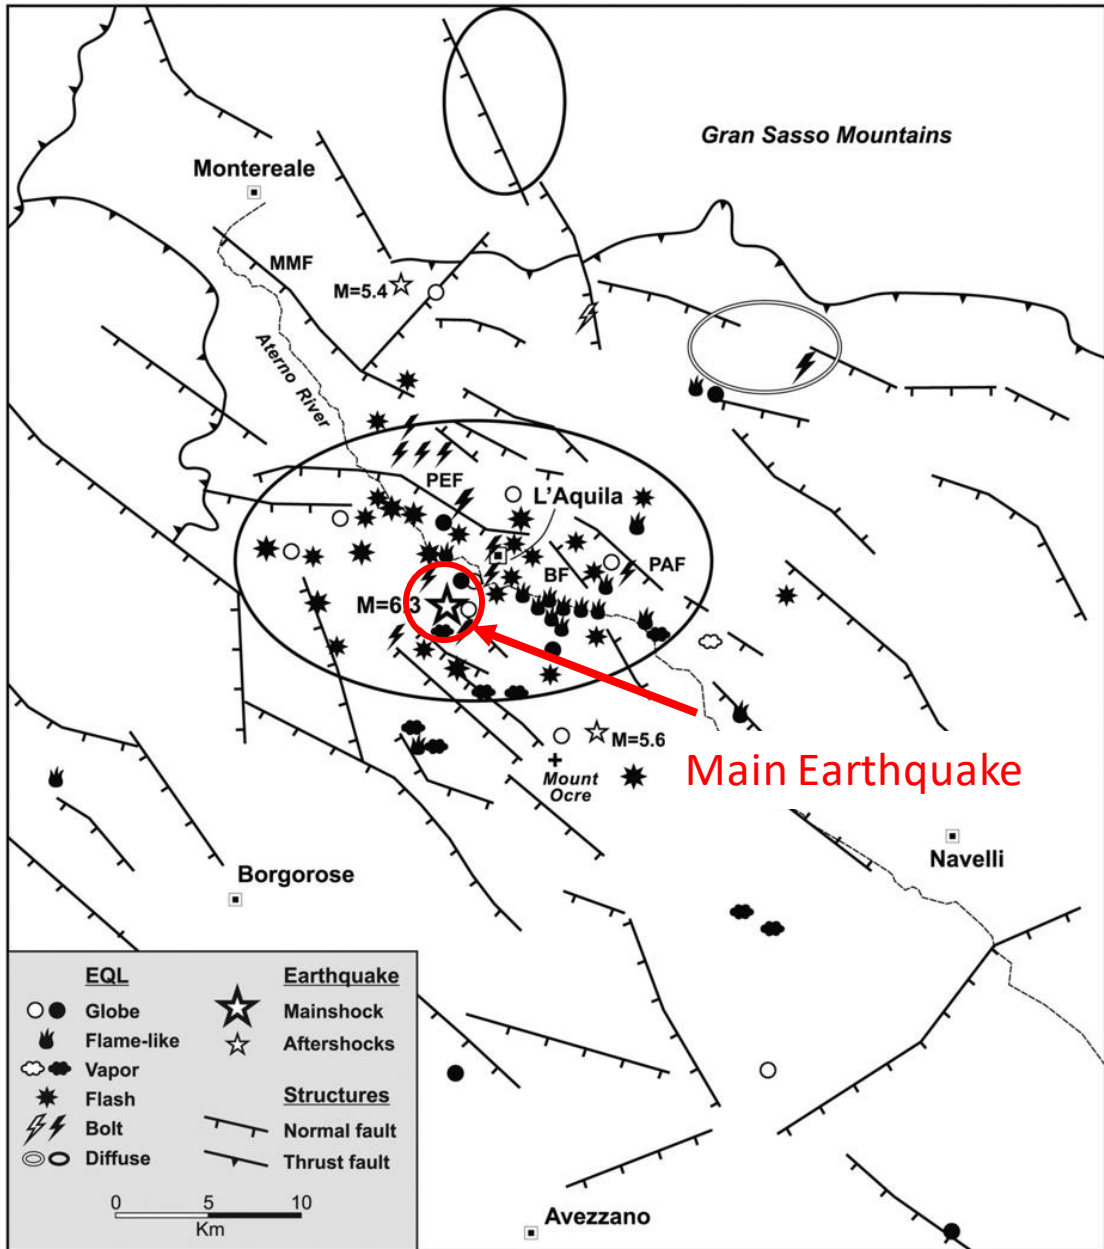 Gran Sasso Mountains
Montereale
MMF
M=5.4
Aterno River
PEF
L'Aquila
BF
PAF
M=6.3
M=5.6
Mount
Ocre
Main Earthquake
Navelli
Borgorose
EQL
Globe
Flame-like
Vapor
Flash
Bolt
Diffuse
Earthquake
Mainshock
Aftershocks
Structures
Normal fault
Thrust fault
0 5 10
Km
Avezzano